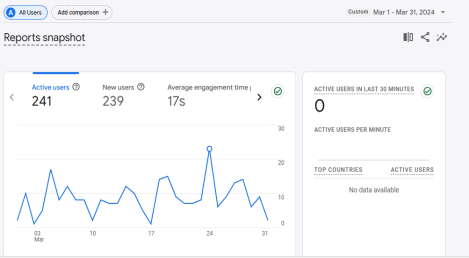 A All Users
Add comparison +
Custom Mar 1 - Mar 31, 2024
Reports snapshot
Active users
241
New users
239
Average engagement time
17s
30
20
10
0
03
Mar
10
17
24
31
ACTIVE USERS IN LAST 30 MINUTES
0
ACTIVE USERS PER MINUTE
TOP COUNTRIES ACTIVE USERS
No data available